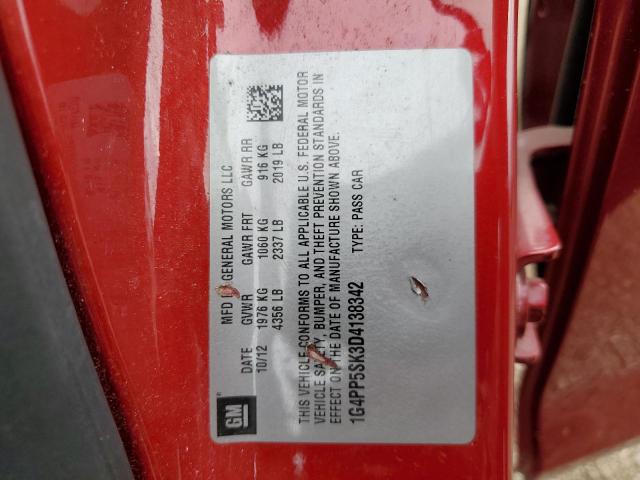 GM
MFD BY GENERAL MOTORS LLC
DATE GVWR GAWR FRT GAWR RR
10/12 1976 KG 1060 KG 916 KG
4356 LB 2337 LB 2019 LB
THIS VEHICLE CONFORMS TO ALL APPLICABLE U.S. FEDERAL MOTOR
VEHICLE SAFETY, BUMPER, AND THEFT PREVENTION STANDARDS IN
EFFECT ON THE DATE OF MANUFACTURE SHOWN ABOVE.
1G4PP5SK3D4138342 TYPE: PASS CAR